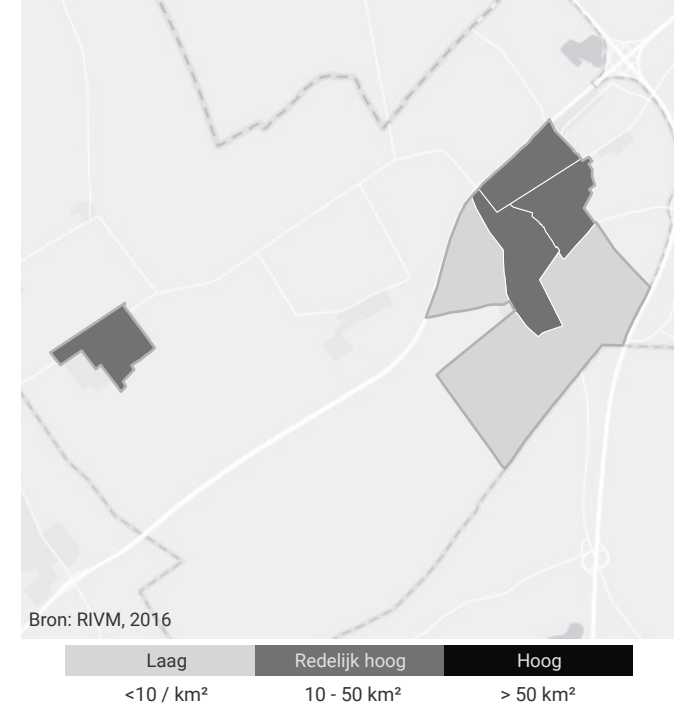 Bron: RIVM, 2016
Laag Redelijk hoog Hoog
<10 / km² 10 - 50 km² > 50 km²